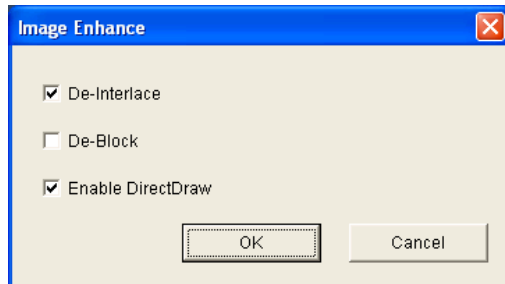 Image Enhance
De-Interlace
De-Block
Enable DirectDraw
OK Cancel